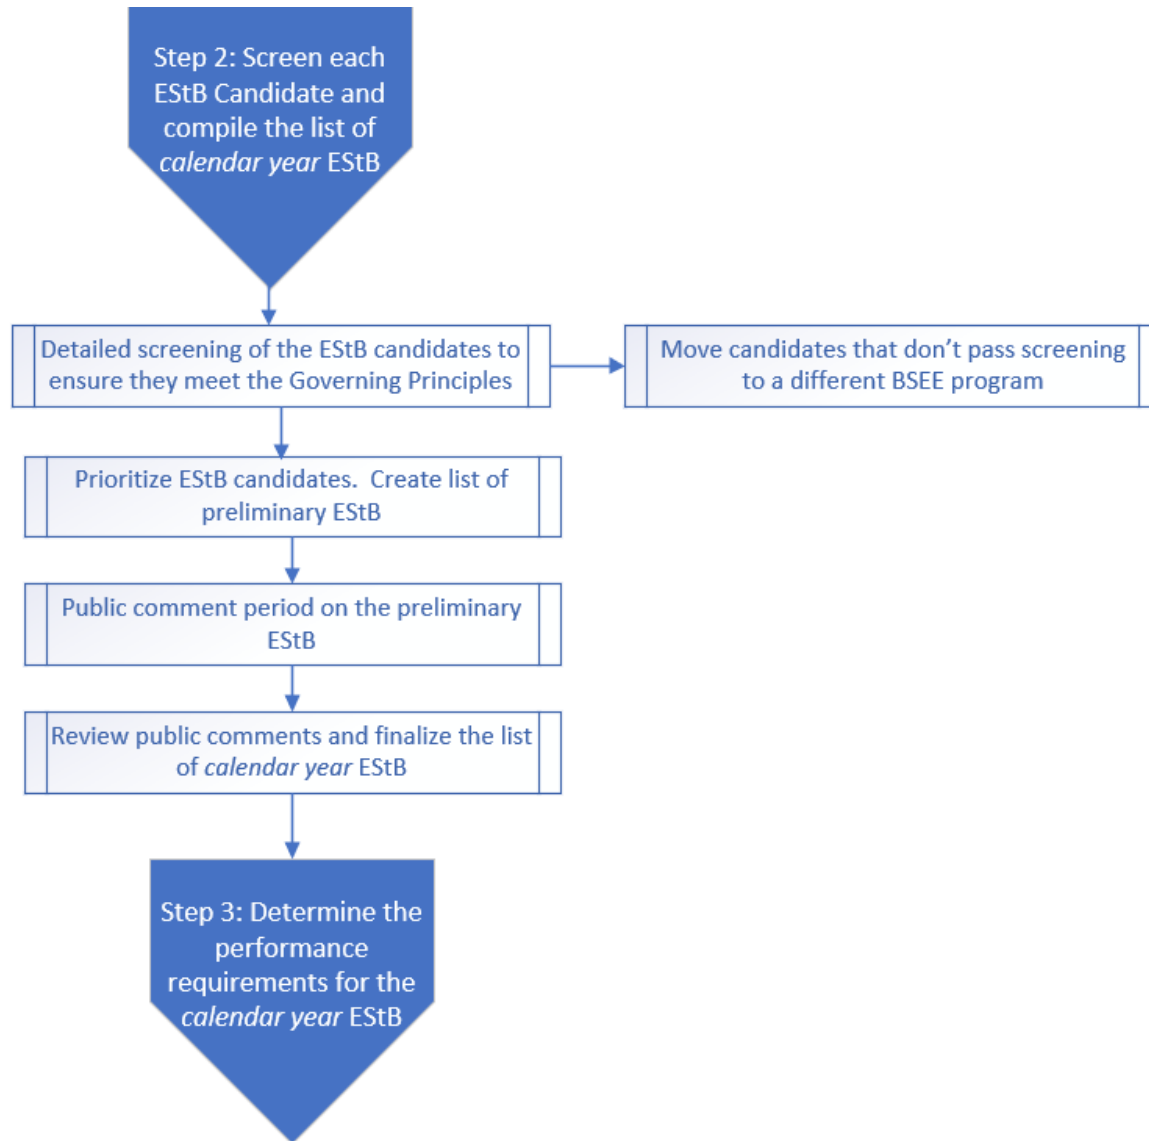 Step 2: Screen each
EStB Candidate and
compile the list of
calendar year EStB
Detailed screening of the EStB candidates to
ensure they meet the Governing Principles
Move candidates that don’t pass screening
to a different BSEE program
Prioritize EStB candidates.  Create list of
preliminary EStB
Public comment period on the preliminary
EStB
Review public comments and finalize the list
of calendar year EStB
Step 3: Determine the
performance
requirements for the
calendar year EStB